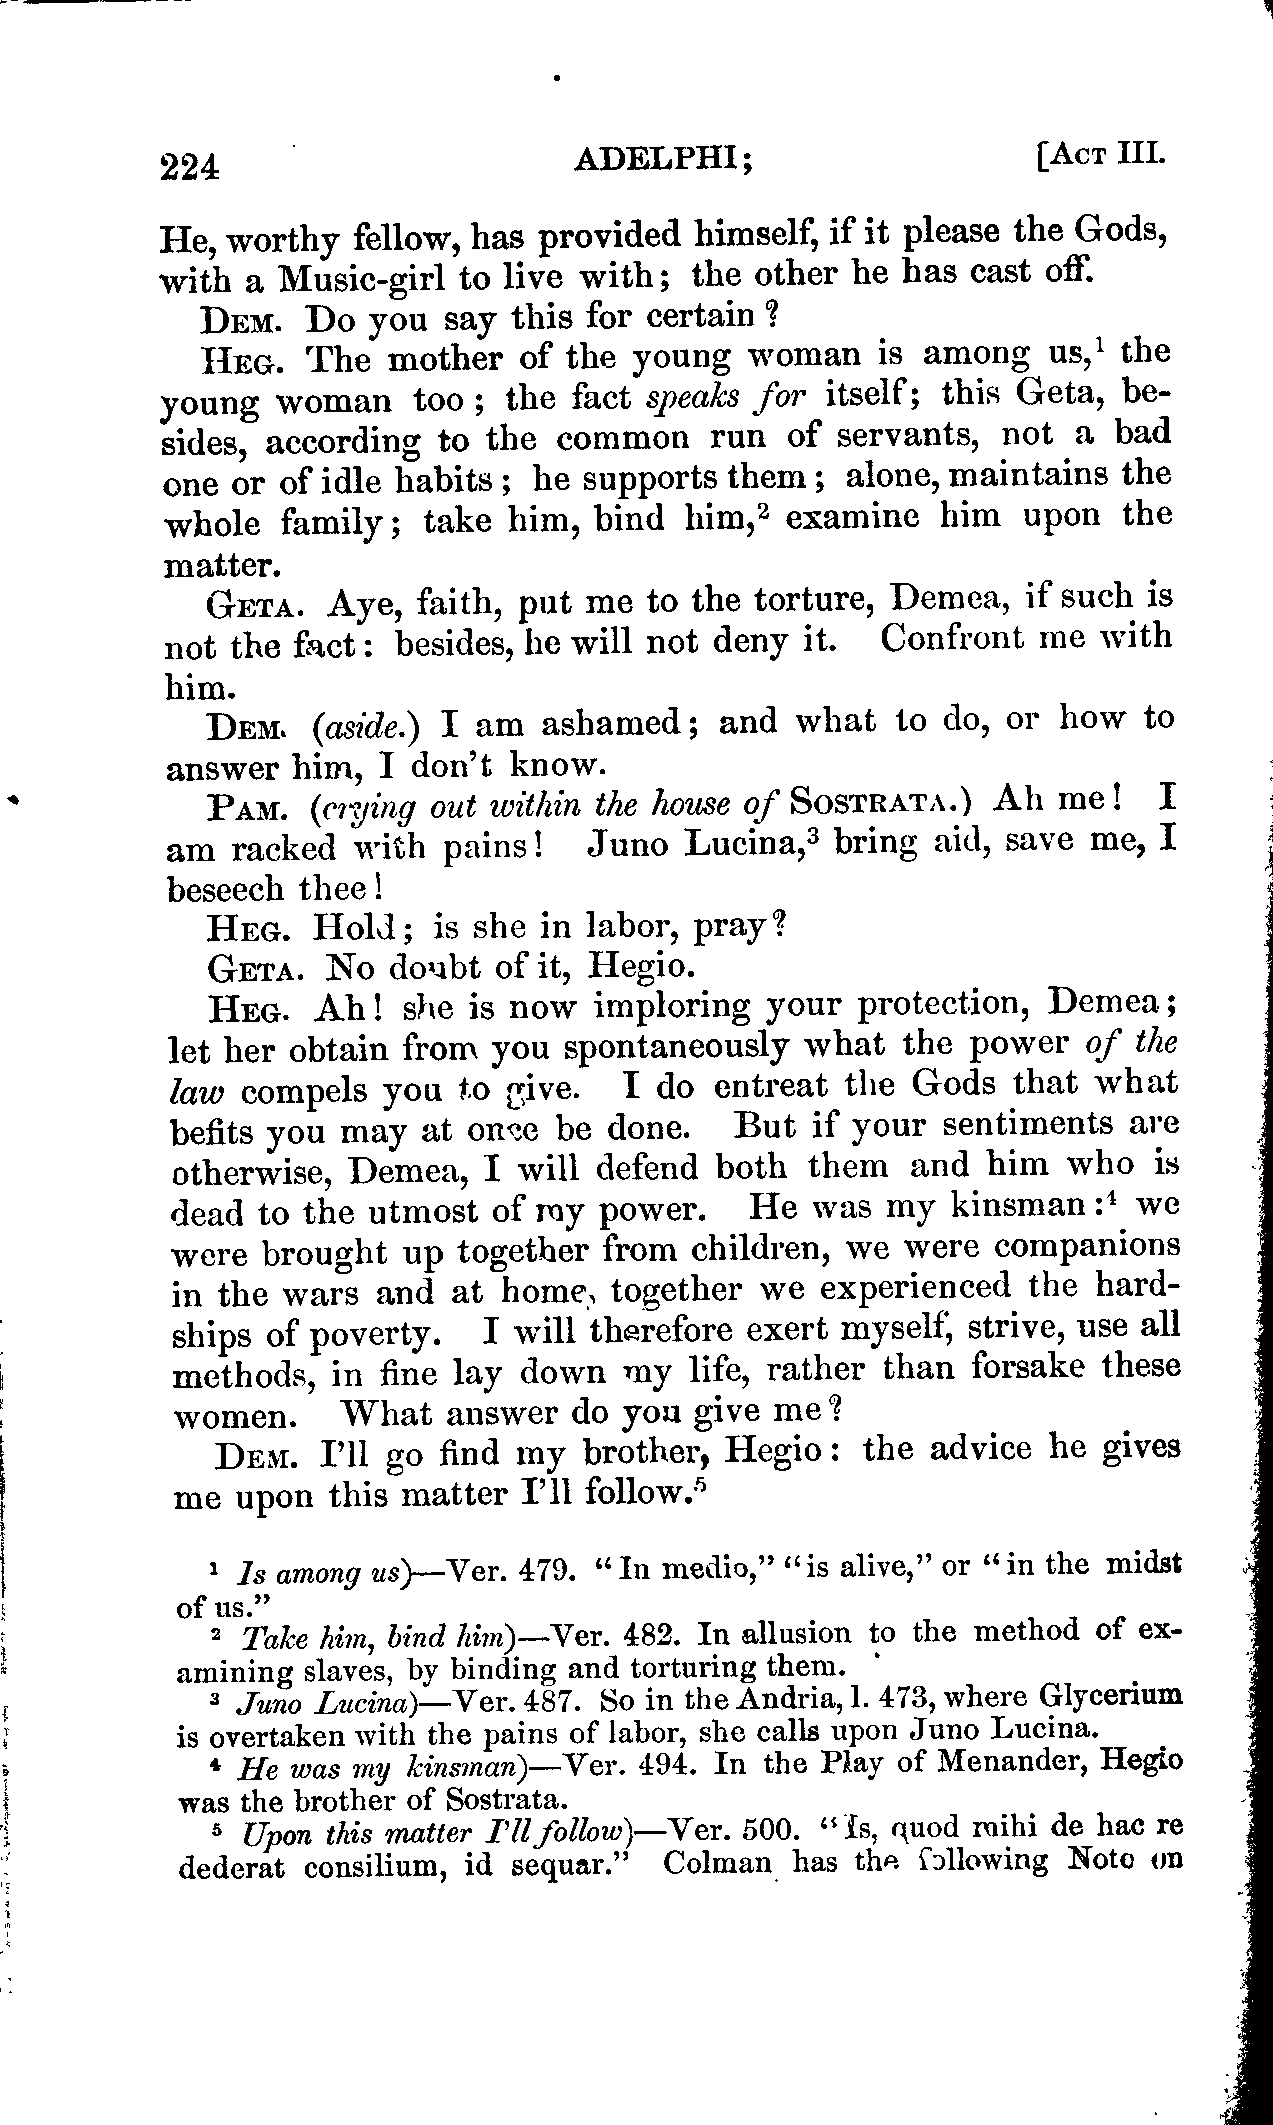 224 ADELPHI; [ACT III.
He, worthy fellow, has provided himself, if it please the Gods,
with a Music-girl to live with; the other he has cast off.
DEM. Do you say this for certain?
HEG. The mother of the young woman is among us,¹ the
young woman too; the fact speaks for itself; this Geta, be-
sides, according to the common run of servants, not a bad
one or of idle habits; he supports them; alone, maintains the
whole family; take him, bind him,² examine him upon the
matter.
GETA. Aye, faith, put me to the torture, Demea, if such is
not the fact: besides, he will not deny it. Confront me with
him.
DEM. (aside.) I am ashamed; and what to do, or how to
answer him, I don't know.
PAM. (crying out within the house of SOSTRATA.) Ah me! I
am racked with pains! Juno Lucina,³ bring aid, save me, I
beseech thee!
HEG. Hold; is she in labor, pray?
GETA. No doubt of it, Hegio.
HEG. Ah! she is now imploring your protection, Demea;
let her obtain from you spontaneously what the power of the
law compels you to give. I do entreat the Gods that what
befits you may at once be done. But if your sentiments are
otherwise, Demea, I will defend both them and him who is
dead to the utmost of my power. He was my kinsman:⁴ we
were brought up together from children, we were companions
in the wars and at home, together we experienced the hard-
ships of poverty. I will therefore exert myself, strive, use all
methods, in fine lay down my life, rather than forsake these
women. What answer do you give me?
DEM. I'll go find my brother, Hegio: the advice he gives
me upon this matter I'll follow.⁵
¹ Is among us)—Ver. 479. "In medio," "is alive," or "in the midst
of us."
² Take him, bind him)—Ver. 482. In allusion to the method of ex-
amining slaves, by binding and torturing them.
³ Juno Lucina)—Ver. 487. So in the Andria, l. 473, where Glycerium
is overtaken with the pains of labor, she calls upon Juno Lucina.
⁴ He was my kinsman)—Ver. 494. In the Play of Menander, Hegio
was the brother of Sostrata.
⁵ Upon this matter I'll follow)—Ver. 500. "Is, quod mihi de hac re
dederat consilium, id sequar." Colman has the following Note on